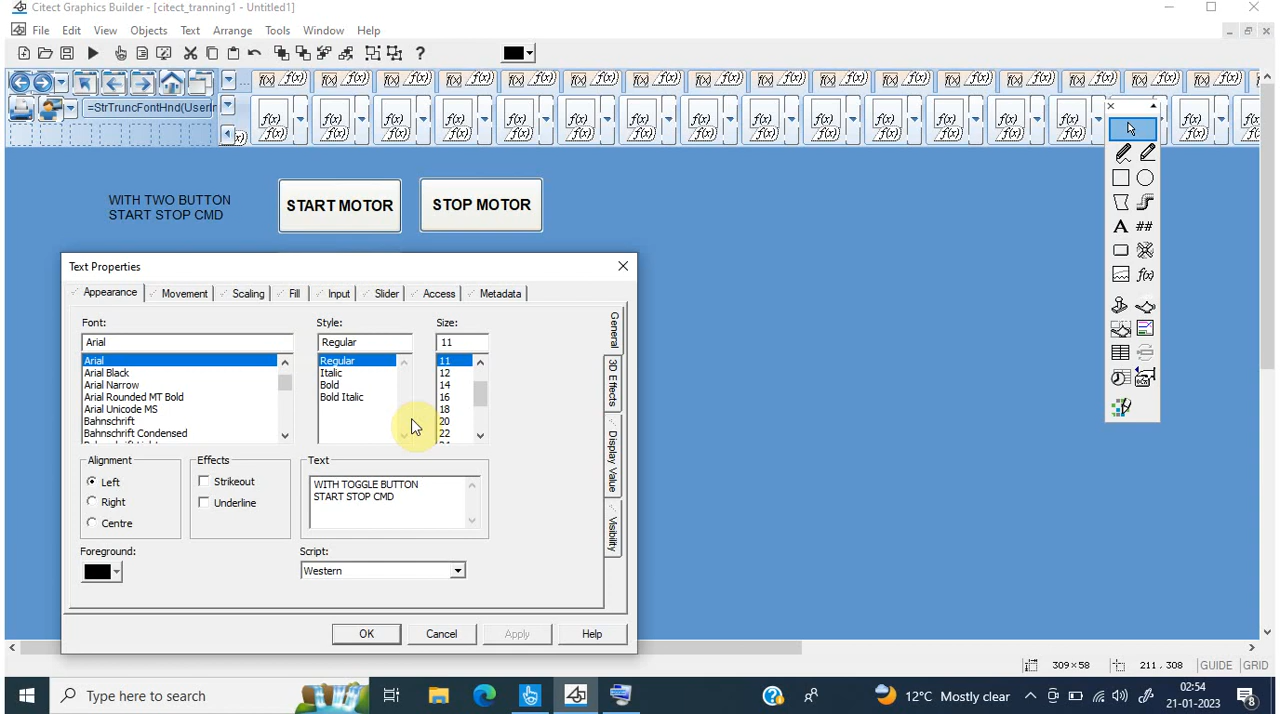 Citect Graphics Builder - [citect_tranning1 - Untitled1]
File Edit View Objects Text Arrange Tools Window Help
=StrTruncFontHnd(UserIn
WITH TWO BUTTON
START STOP CMD
START MOTOR
STOP MOTOR
Text Properties
Appearance Movement Scaling Fill Input Slider Access Metadata
General
3D Effects
Display Value
Visibility
Font: Style: Size:
Arial Regular 11
Arial Regular 11
Arial Black Italic 12
Arial Narrow Bold 14
Arial Rounded MT Bold Bold Italic 16
Arial Unicode MS 18
Bahnschrift 20
Bahnschrift Condensed 22
Alignment Effects Text
Left Strikeout WITH TOGGLE BUTTON
START STOP CMD
Right Underline
Centre
Foreground: Script:
Western
OK Cancel Apply Help
309×58 211, 308 GUIDE GRID
Type here to search
12°C Mostly clear
02:54
21-01-2023
8